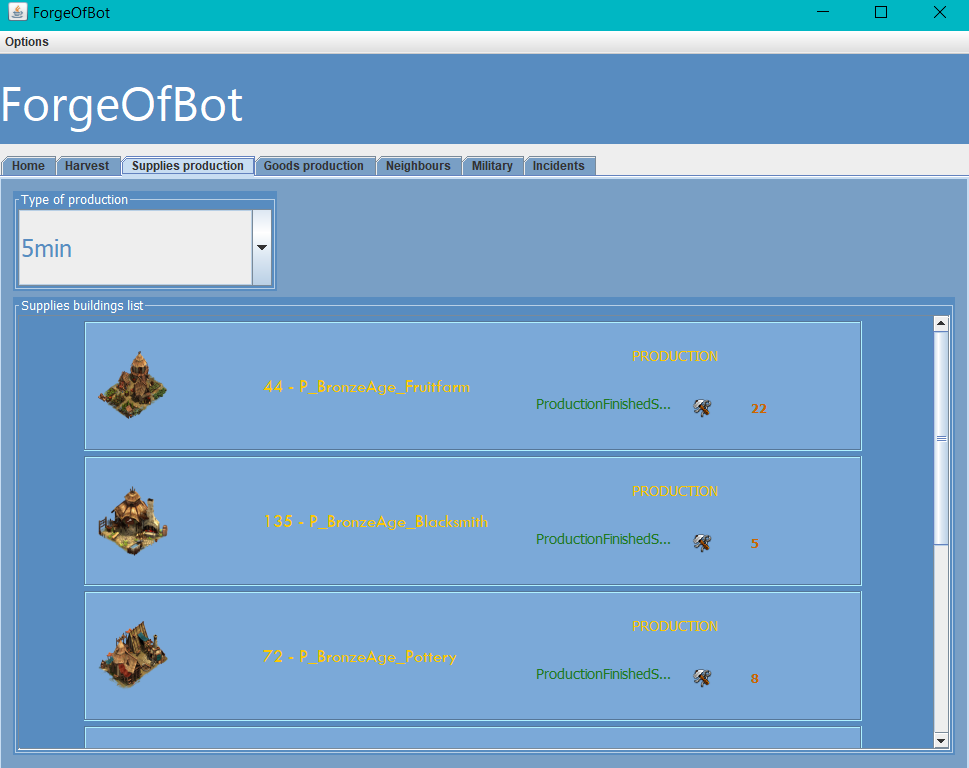 ForgeOfBot
Options
ForgeOfBot
Home Harvest Supplies production Goods production Neighbours Military Incidents
Type of production
5min
Supplies buildings list
PRODUCTION
44 - P_BronzeAge_Fruitfarm
ProductionFinishedS... 22
PRODUCTION
135 - P_BronzeAge_Blacksmith
ProductionFinishedS... 5
PRODUCTION
72 - P_BronzeAge_Pottery
ProductionFinishedS... 8